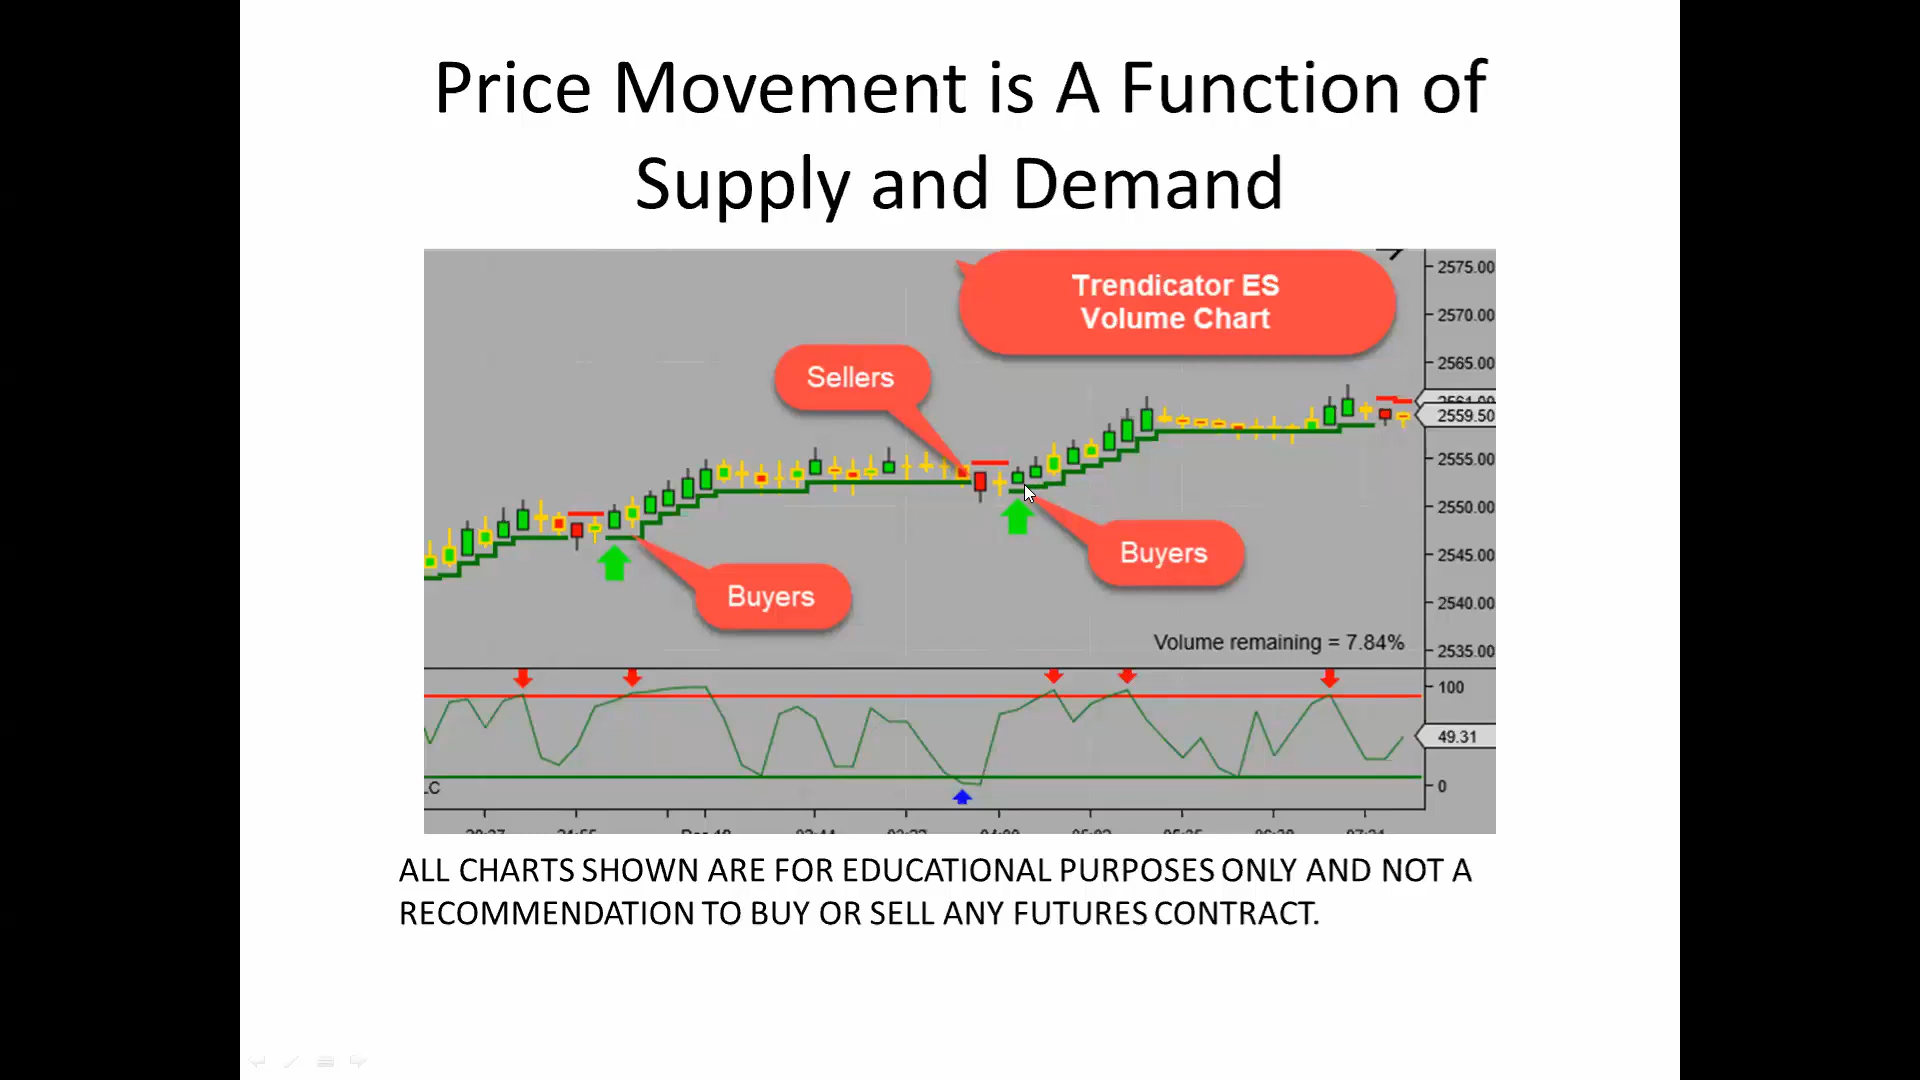 Price Movement is A Function of
Supply and Demand
Trendicator ES
Volume Chart
2575.00
2570.00
2565.00
Sellers
2559.50
2555.00
2550.00
Buyers
2545.00
Buyers
2540.00
Volume remaining = 7.84%
2535.00
100
49.31
0
ALL CHARTS SHOWN ARE FOR EDUCATIONAL PURPOSES ONLY AND NOT A
RECOMMENDATION TO BUY OR SELL ANY FUTURES CONTRACT.